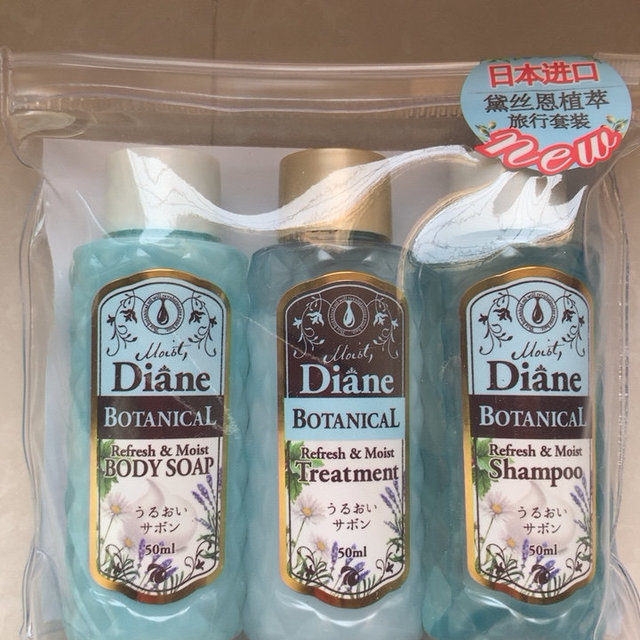 日本进口
黛丝恩植萃
旅行套装
new
Moist,
Diane
BOTANICAL
Refresh & Moist
BODY SOAP
うるおい
サボン
50ml
Moist,
Diane
BOTANICAL
Refresh & Moist
Treatment
うるおい
サボン
50ml
Moist,
Diane
BOTANICAL
Refresh & Moist
Shampoo
うるおい
サボン
50ml